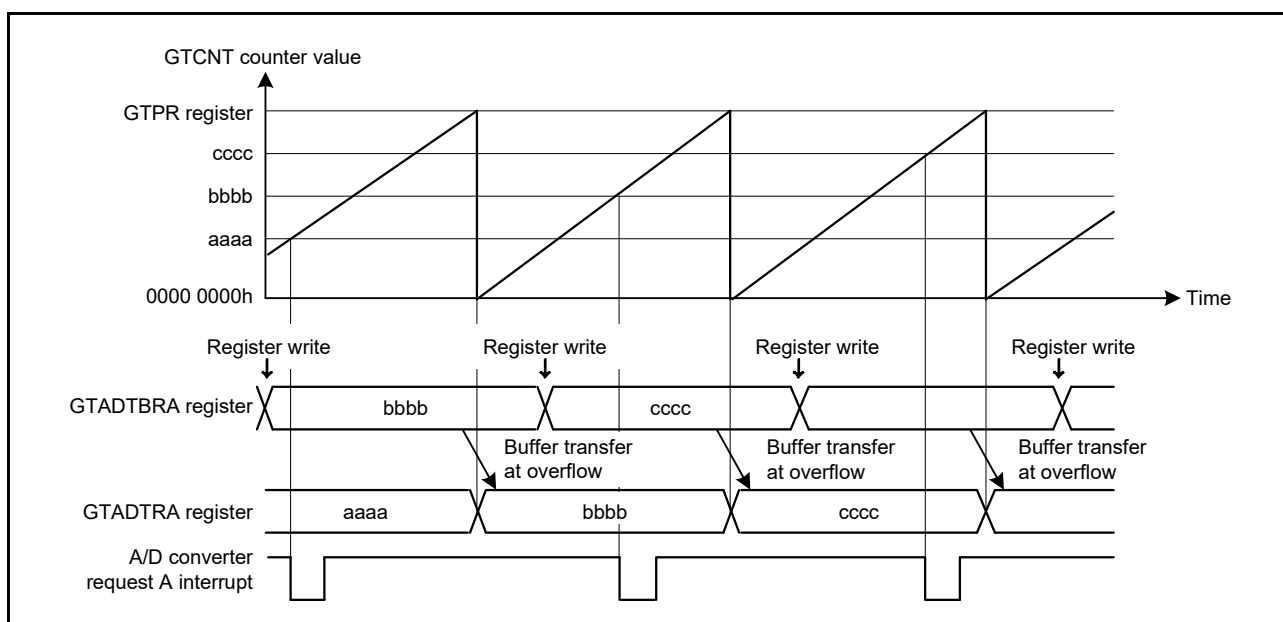 GTCNT counter value
GTPR register
cccc
bbbb
aaaa
0000 0000h
Time
Register write
Register write
Register write
Register write
GTADTBRA register
bbbb
cccc
Buffer transfer
at overflow
Buffer transfer
at overflow
Buffer transfer
at overflow
GTADTRA register
aaaa
bbbb
cccc
A/D converter
request A interrupt